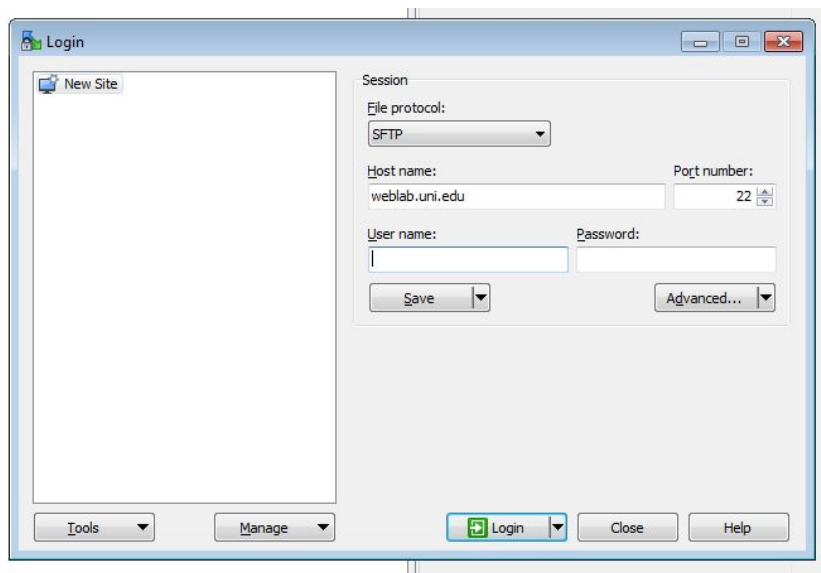 Login
New Site
Session
File protocol:
SFTP
Host name: Port number:
weblab.uni.edu 22
User name: Password:
Save Advanced...
Tools Manage Login Close Help